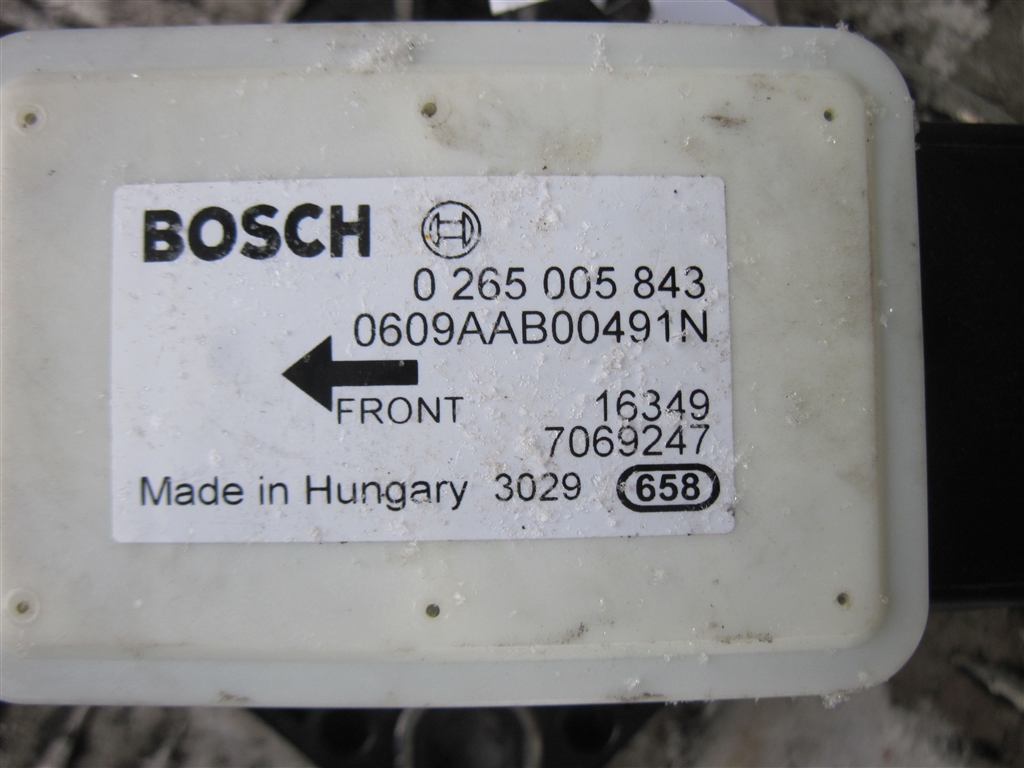 BOSCH
0 265 005 843
0609AAB00491N
FRONT 16349
7069247
Made in Hungary 3029 658